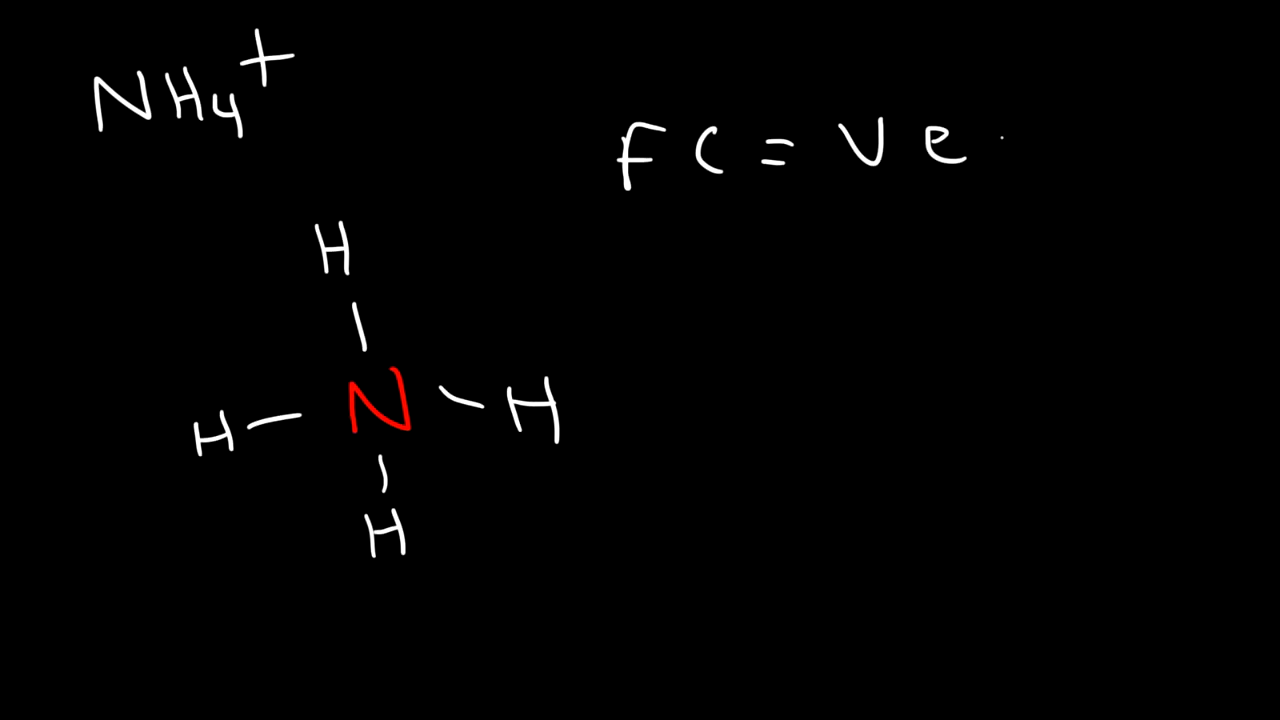 NH4+
FC = Ve
H
H - N - H
H